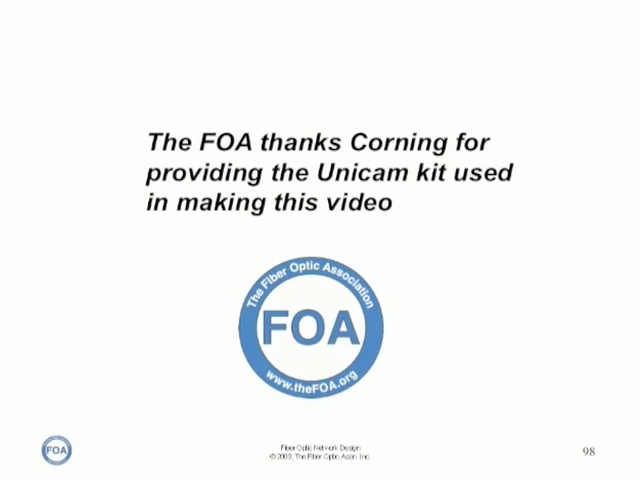 The FOA thanks Corning for
providing the Unicam kit used
in making this video
The Fiber Optic Association
FOA
www.theFOA.org
FOA
Fiber Optic Network Design
© 2003, The Fiber Optic Assn. Inc.
98